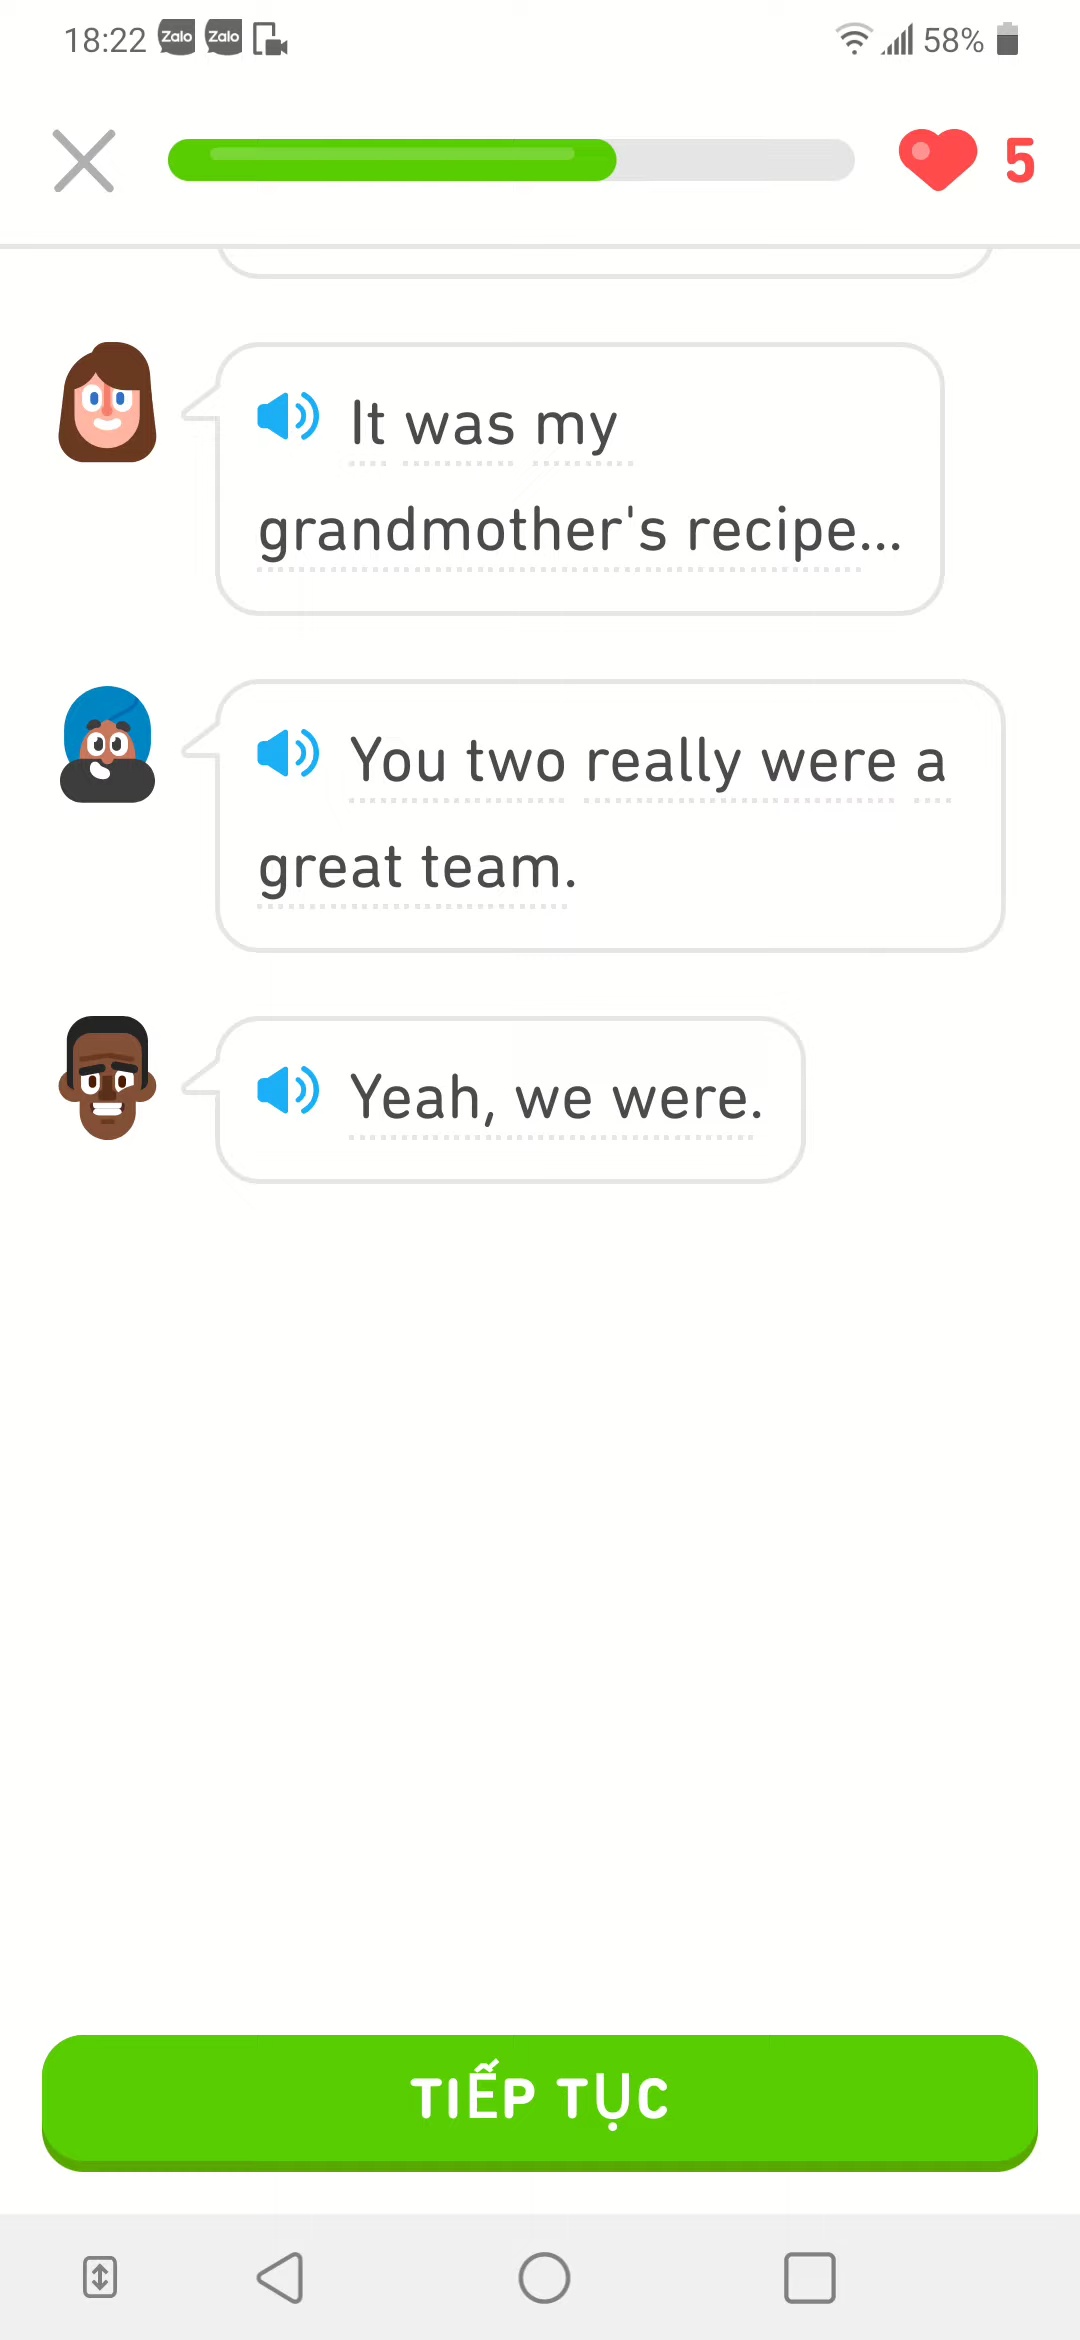 18:22 Zalo Zalo 58%
5
It was my
grandmother's recipe...
You two really were a
great team.
Yeah, we were.
TIẾP TỤC